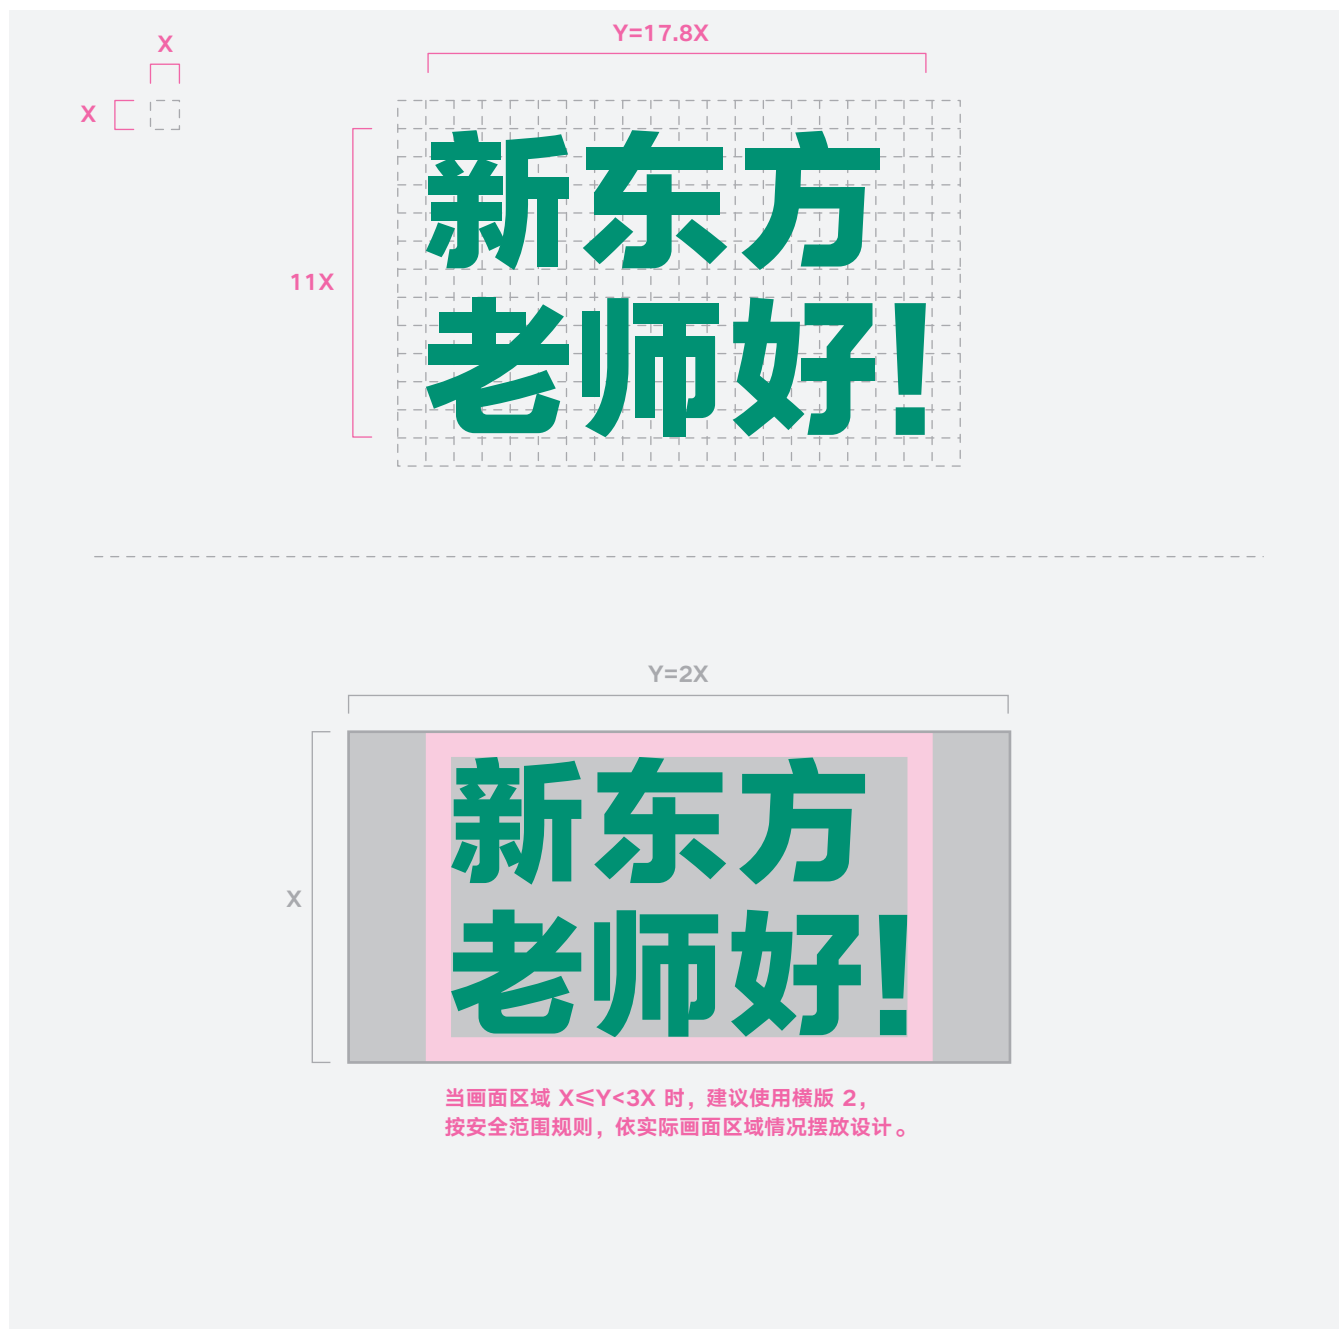 X
Y=17.8X
X
11X
新东方
老师好!
Y=2X
X
新东方
老师好!
当画面区域 X≤Y<3X 时，建议使用横版 2，
按安全范围规则，依实际画面区域情况摆放设计。